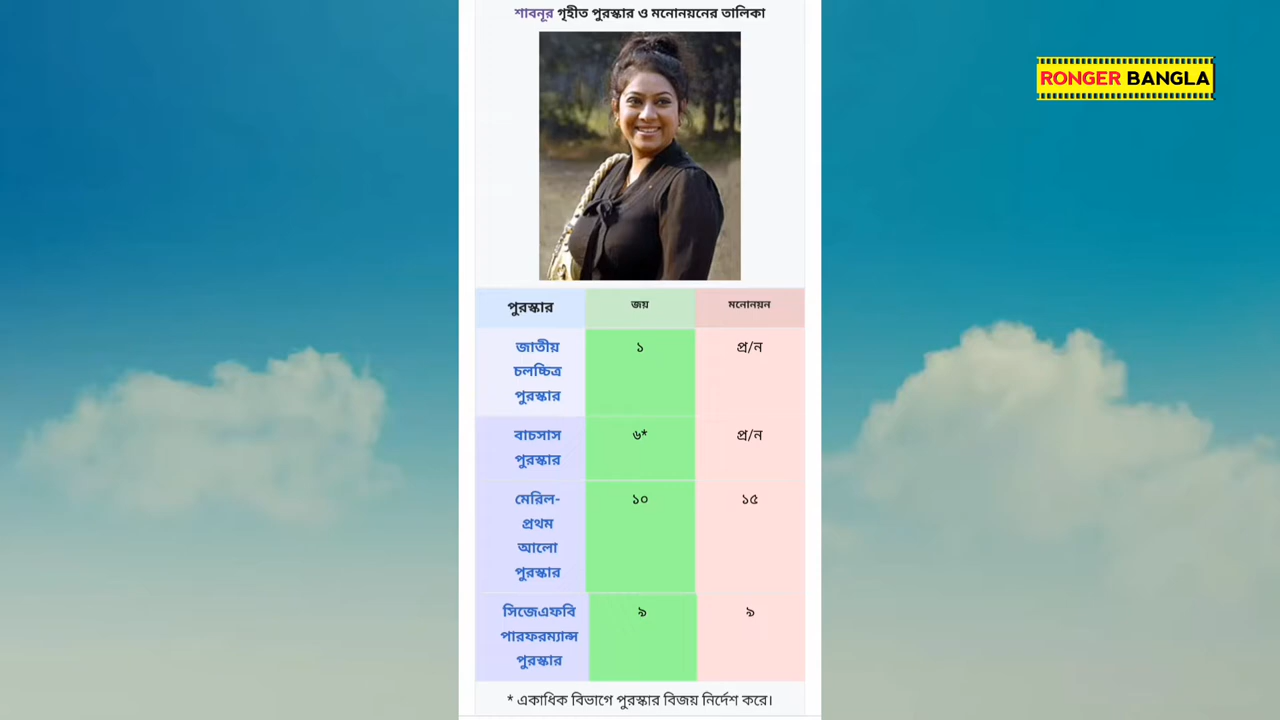 শাবনূর গৃহীত পুরস্কার ও মনোনয়নের তালিকা
RONGER BANGLA
পুরস্কার জয় মনোনয়ন
জাতীয় ১ প্র/ন
চলচ্চিত্র
পুরস্কার
বাচসাস ৬* প্র/ন
পুরস্কার
মেরিল- ১০ ১৫
প্রথম
আলো
পুরস্কার
সিজেএফবি ৯ ৯
পারফরম্যান্স
পুরস্কার
* একাধিক বিভাগে পুরস্কার বিজয় নির্দেশ করে।